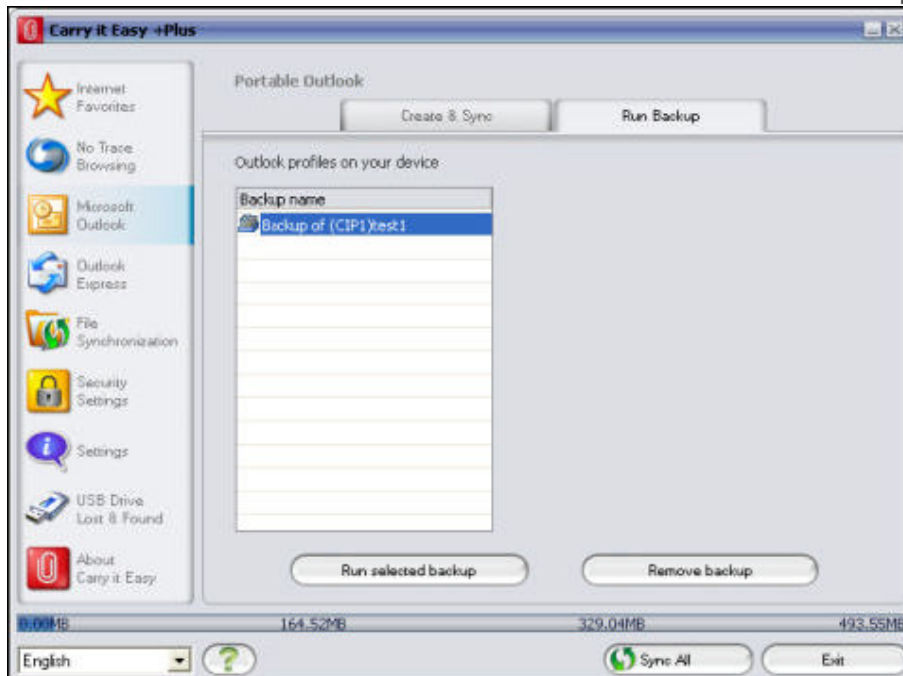 Carry it Easy +Plus
Internet
Favorites
No Trace
Browsing
Microsoft
Outlook
Outlook
Express
File
Synchronization
Security
Settings
Settings
USB Drive
Lost & Found
About
Carry it Easy
Portable Outlook
Create & Sync
Run Backup
Outlook profiles on your device
Backup name
Backup of (CIP1)test1
Run selected backup
Remove backup
0.00MB
164.52MB
329.04MB
493.55MB
English
?
Sync All
Exit